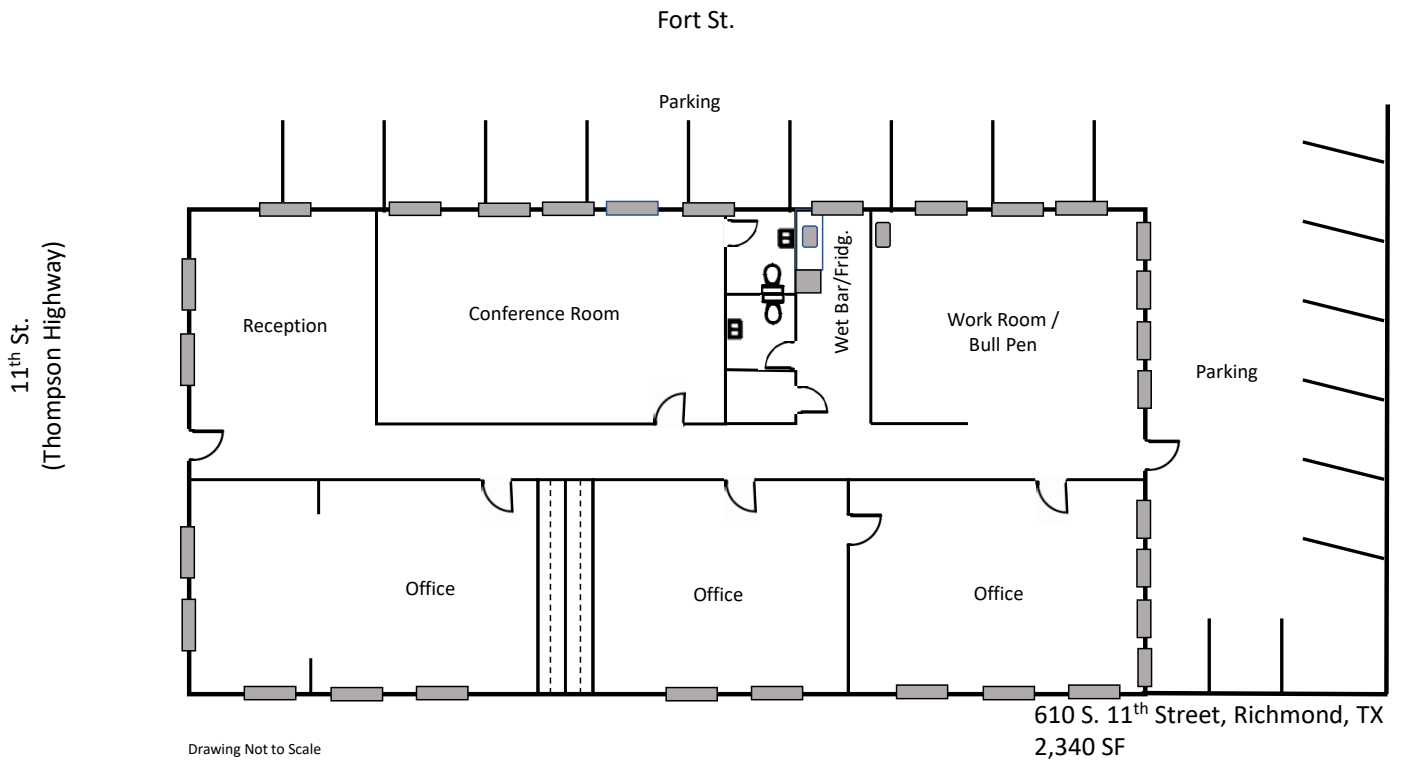 Fort St.
Parking
11th St.
(Thompson Highway)
Reception
Conference Room
Wet Bar/Fridg.
Work Room /
Bull Pen
Parking
Office
Office
Office
610 S. 11th Street, Richmond, TX
2,340 SF
Drawing Not to Scale